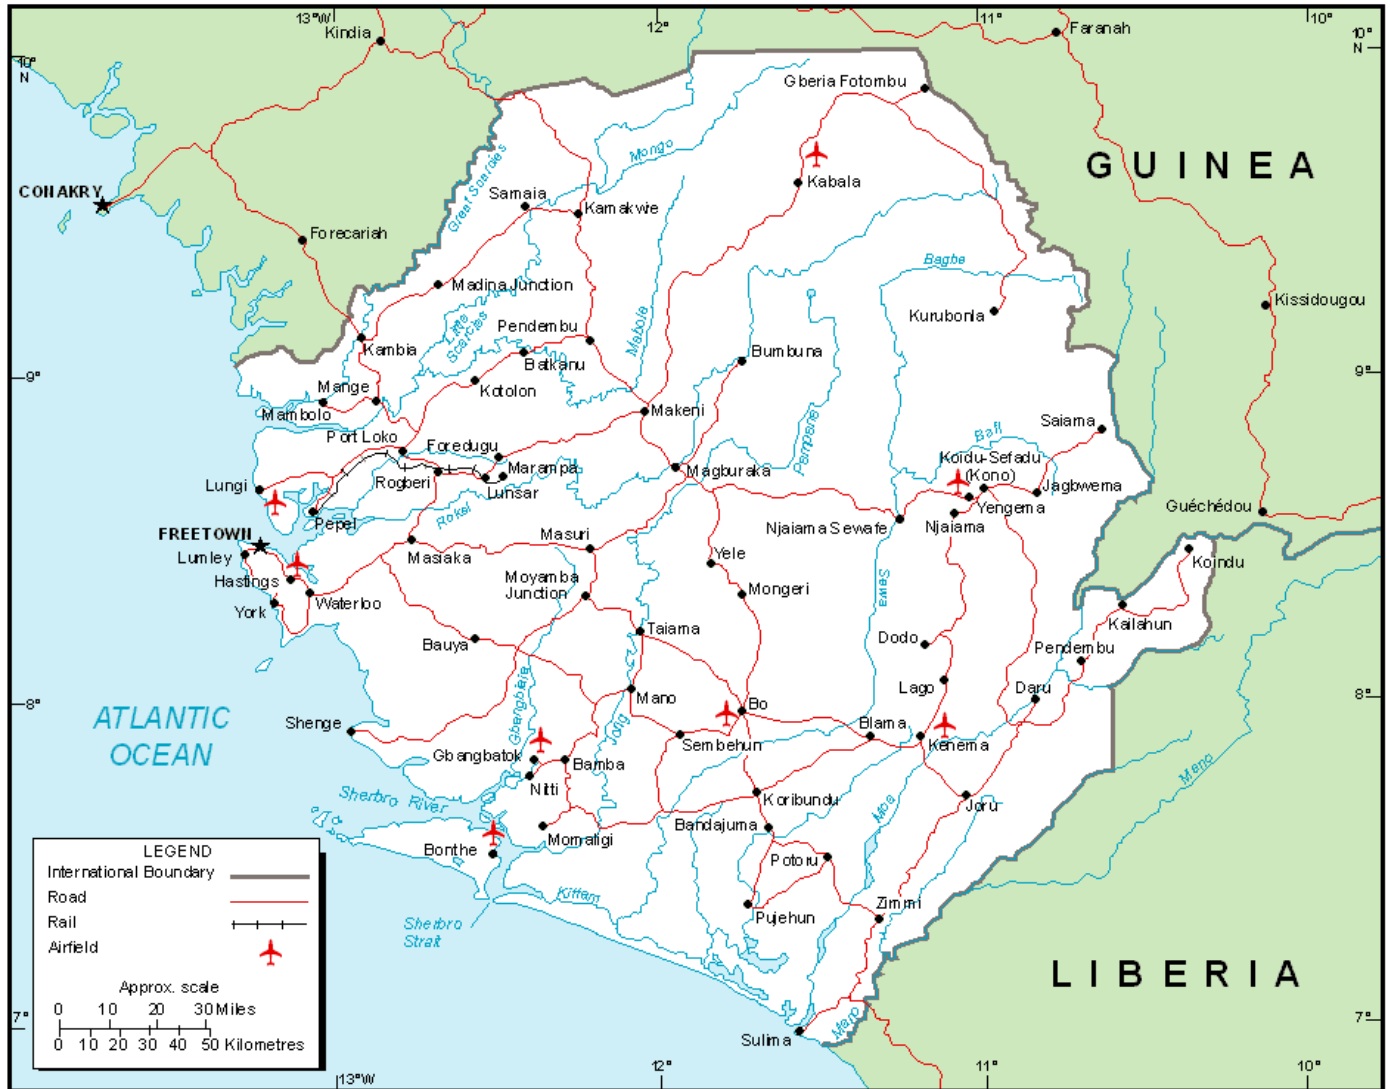 13°W
12°
11°
10°
10°
N
10°
N
Kindia
Faranah
Gberia Fotombu
GUINEA
Mongo
Great Scarcies
Kabala
CONAKRY
Samaia
Kamakwie
Forecariah
Bagbe
Madina Junction
Kissidougou
Little
Scarcies
Pendembu
Mabole
Kurubonla
Kambia
Batkanu
Bumbuna
9°
9°
Mange
Kotolon
Mambolo
Makeni
Pampana
Saiama
Port Loko
Foredugu
Bafi
Koidu-Sefadu
(Kono)
Marampa
Magburaka
Lungi
Rogberi
Lunsar
Jagbwema
Yengema
Pepel
Rokel
Njaiama Sewafe
Njaiama
Guéchédou
FREETOWN
Lumley
Masiaka
Masuri
Yele
Koindu
Hastings
Moyamba
Junction
Sewa
Waterloo
Mongeri
York
Kailahun
Taiama
Bauya
Dodo
Pendembu
Gbangbaia
Lago
Daru
Mano
Bo
8°
8°
ATLANTIC
OCEAN
Shenge
Jong
Blama
Sembehun
Kenema
Gbangbatok
Bamba
Meno
Nitti
Sherbro River
Koribundu
Moa
Joru
Bandajuma
Momaligi
Bonthe
Potoru
Kittam
Zimmi
Pujehun
Sherbro
Strait
LIBERIA
Mano
Sulima
7°
7°
LEGEND
International Boundary
Road
Rail
Airfield
Approx. scale
0 10 20 30 Miles
0 10 20 30 40 50 Kilometres
13°W
12°
11°
10°